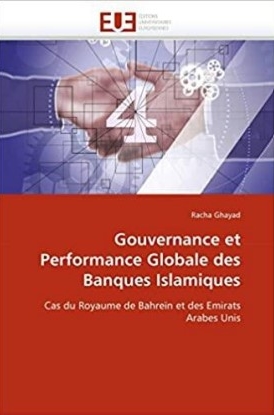 EUE
EDITIONS
UNIVERSITAIRES
EUROPEENNES
4
Racha Ghayad
Gouvernance et
Performance Globale des
Banques Islamiques
Cas du Royaume de Bahrein et des Emirats
Arabes Unis